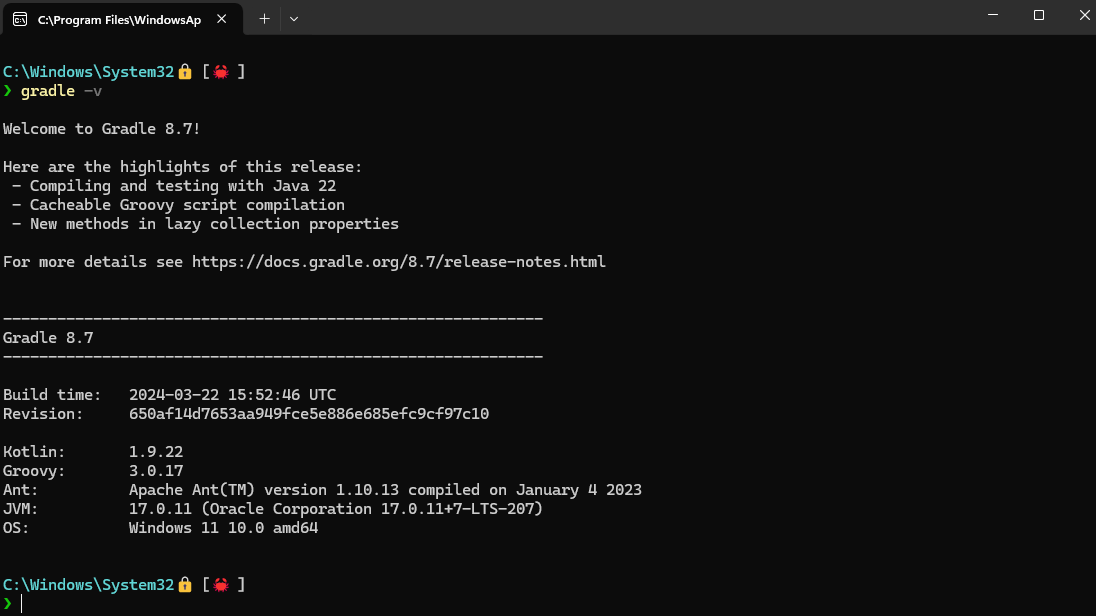 C:\Program Files\WindowsAp
C:\Windows\System32🔒 [🦀 ]
❯ gradle -v
Welcome to Gradle 8.7!
Here are the highlights of this release:
- Compiling and testing with Java 22
- Cacheable Groovy script compilation
- New methods in lazy collection properties
For more details see https://docs.gradle.org/8.7/release-notes.html
------------------------------------------------------------
Gradle 8.7
------------------------------------------------------------
Build time:   2024-03-22 15:52:46 UTC
Revision:     650af14d7653aa949fce5e886e685efc9cf97c10
Kotlin:       1.9.22
Groovy:       3.0.17
Ant:          Apache Ant(TM) version 1.10.13 compiled on January 4 2023
JVM:          17.0.11 (Oracle Corporation 17.0.11+7-LTS-207)
OS:           Windows 11 10.0 amd64
C:\Windows\System32🔒 [🦀 ]
❯